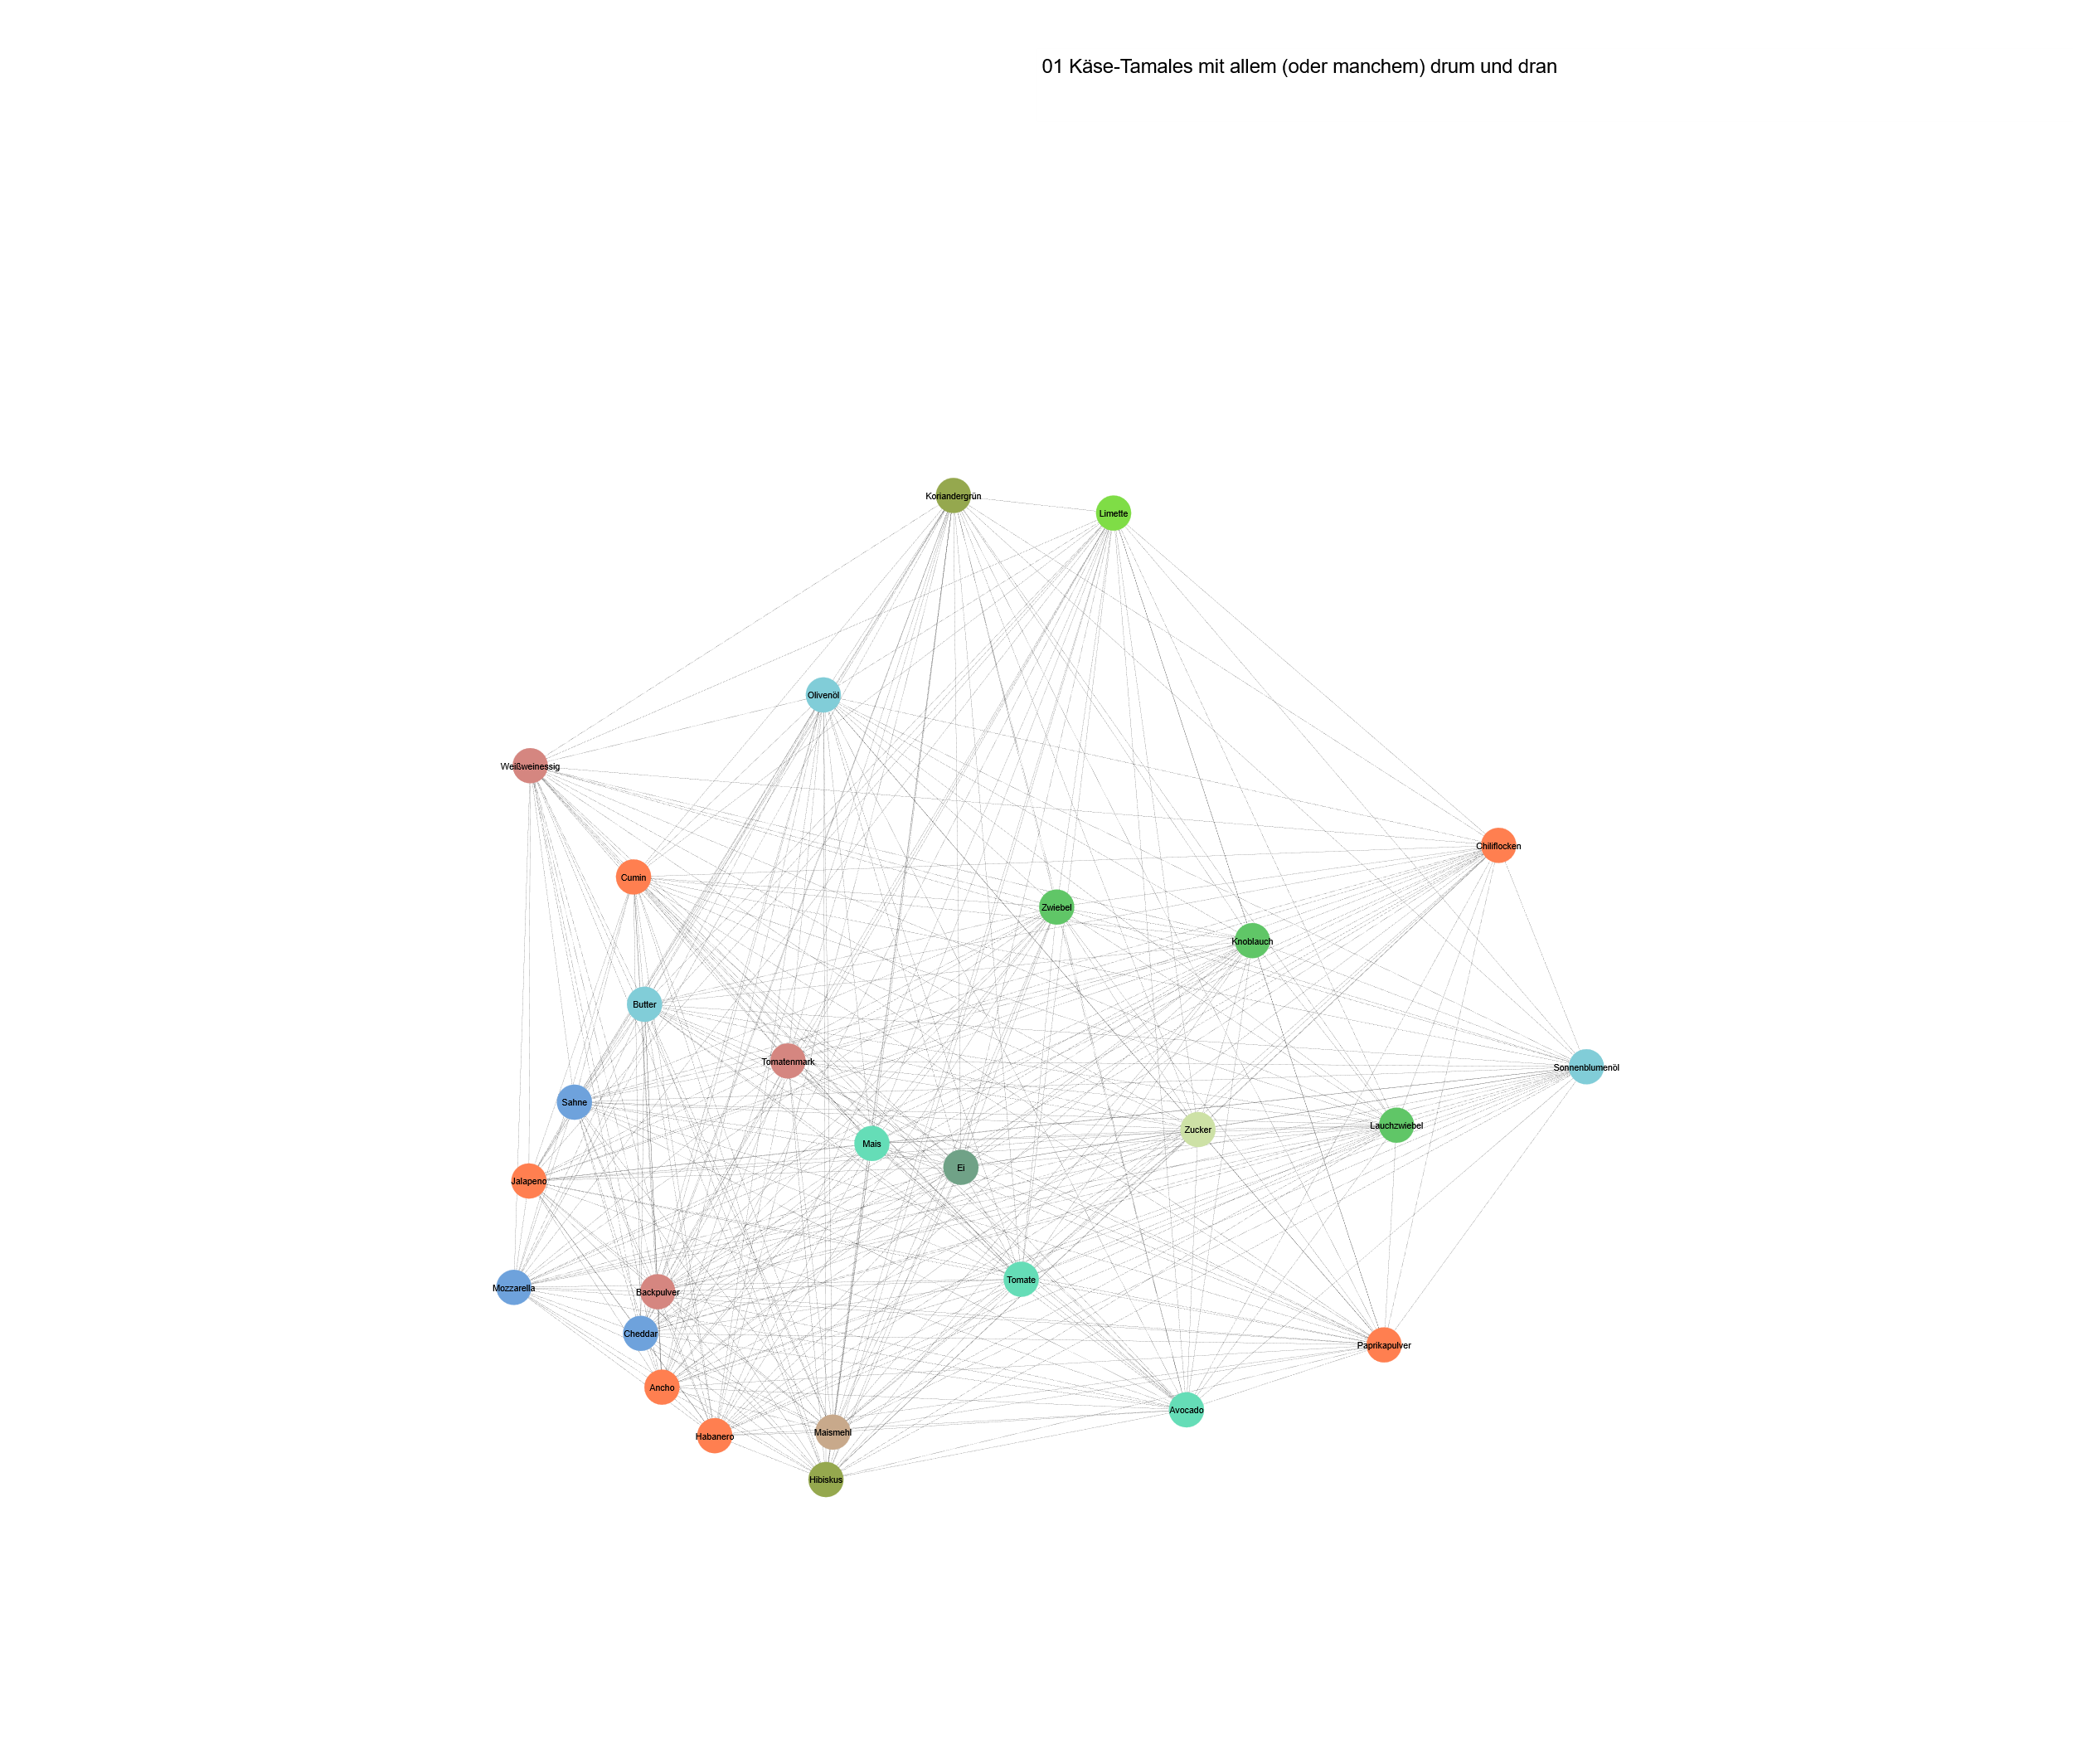 01 Käse-Tamales mit allem (oder manchem) drum und dran
Koriandergrün
Limette
Olivenöl
Weißweinessig
Chiliflocken
Cumin
Zwiebel
Knoblauch
Butter
Tomatenmark
Sonnenblumenöl
Sahne
Lauchzwiebel
Zucker
Mais
Ei
Jalapeno
Tomate
Mozzarella
Backpulver
Cheddar
Paprikapulver
Ancho
Avocado
Maismehl
Habanero
Hibiskus